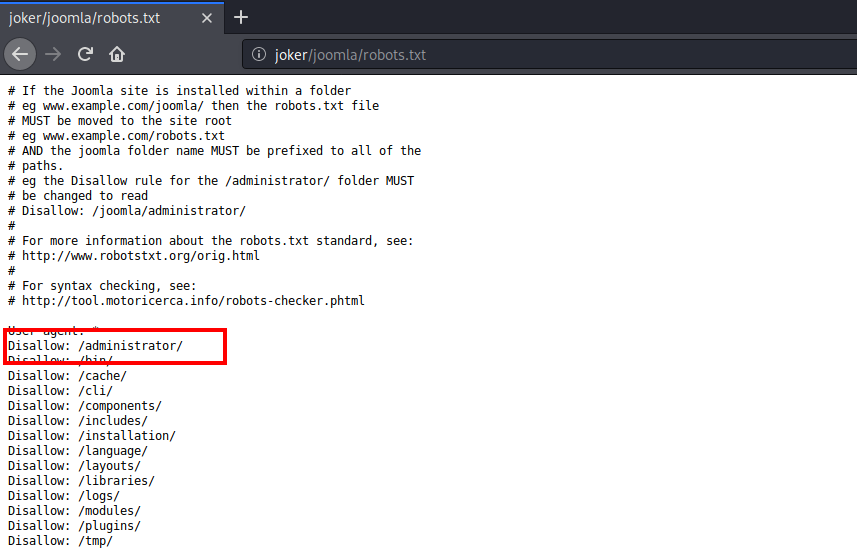 joker/joomla/robots.txt
joker/joomla/robots.txt
# If the Joomla site is installed within a folder
# eg www.example.com/joomla/ then the robots.txt file
# MUST be moved to the site root
# eg www.example.com/robots.txt
# AND the joomla folder name MUST be prefixed to all of the
# paths.
# eg the Disallow rule for the /administrator/ folder MUST
# be changed to read
# Disallow: /joomla/administrator/
#
# For more information about the robots.txt standard, see:
# http://www.robotstxt.org/orig.html
#
# For syntax checking, see:
# http://tool.motoricerca.info/robots-checker.phtml
User-agent: *
Disallow: /administrator/
Disallow: /bin/
Disallow: /cache/
Disallow: /cli/
Disallow: /components/
Disallow: /includes/
Disallow: /installation/
Disallow: /language/
Disallow: /layouts/
Disallow: /libraries/
Disallow: /logs/
Disallow: /modules/
Disallow: /plugins/
Disallow: /tmp/